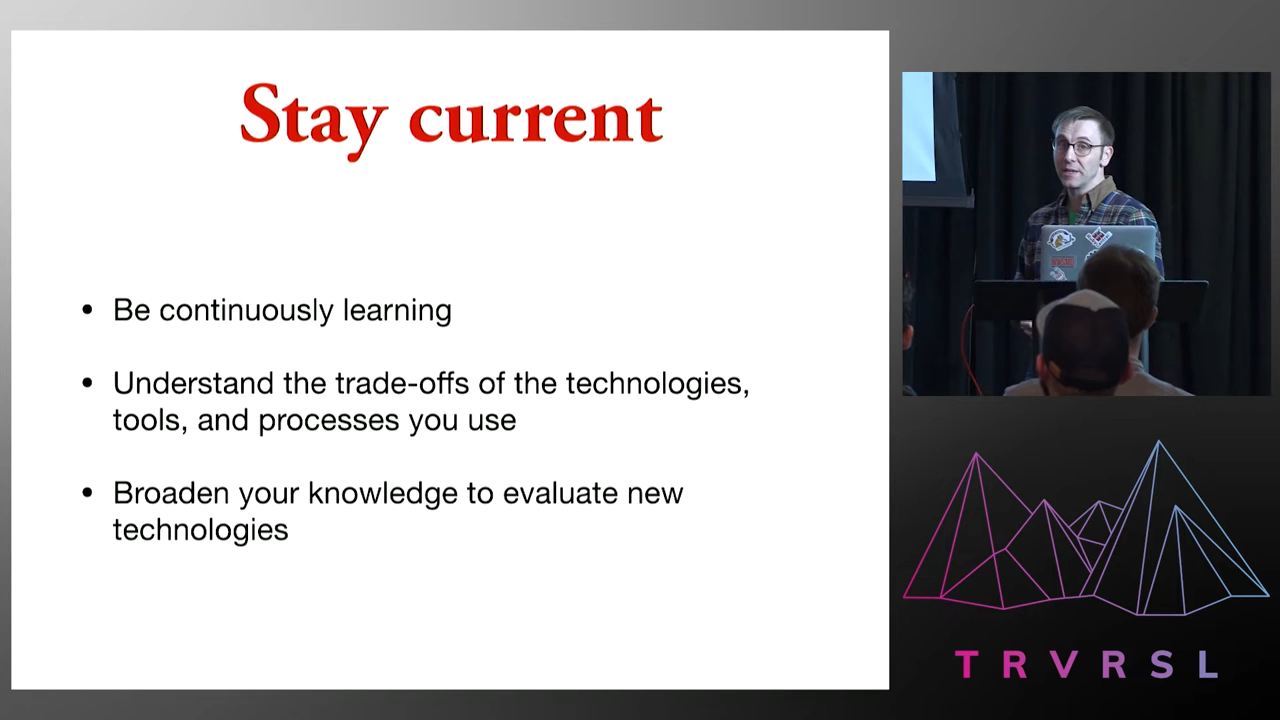 Stay current
• Be continuously learning
• Understand the trade-offs of the technologies,
tools, and processes you use
• Broaden your knowledge to evaluate new
technologies
TRVRSL